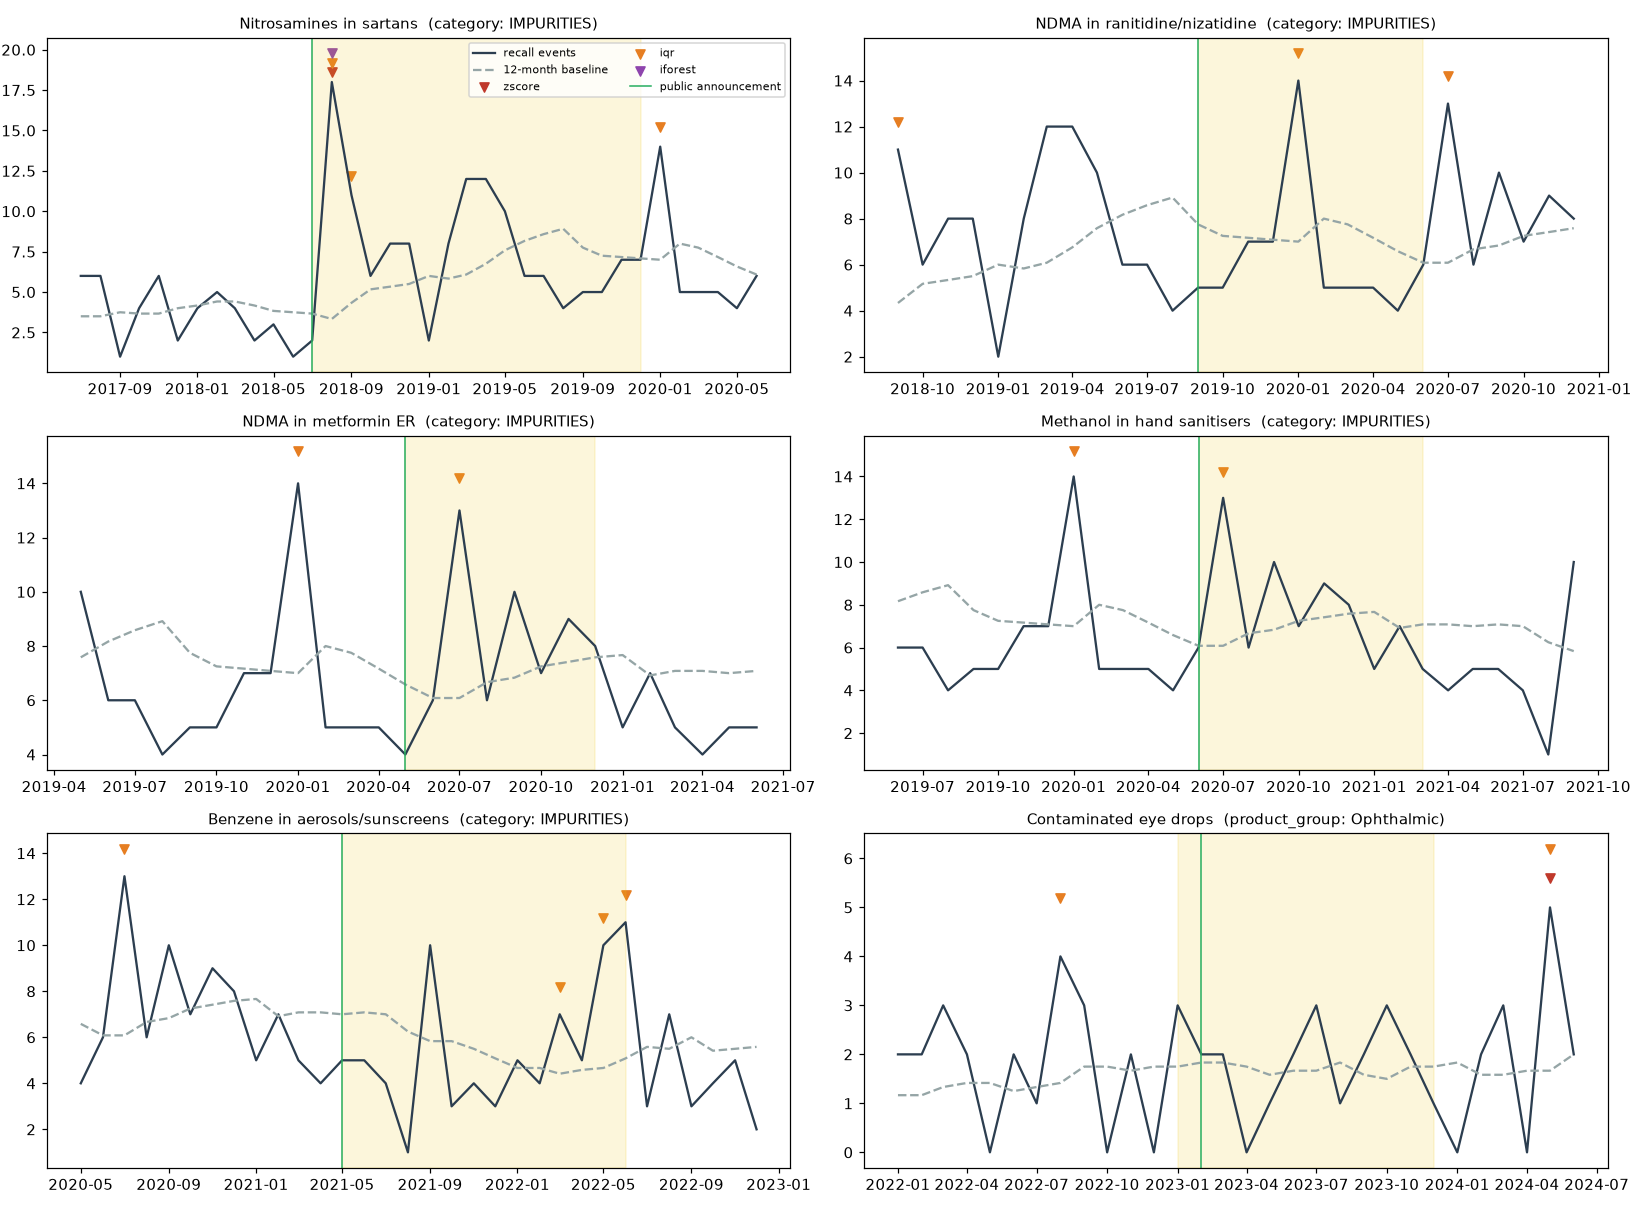 Nitrosamines in sartans (category: IMPURITIES)
20.0
17.5
15.0
12.5
10.0
7.5
5.0
2.5
recall events
12-month baseline
zscore
iqr
iforest
public announcement
2017-09 2018-01 2018-05 2018-09 2019-01 2019-05 2019-09 2020-01 2020-05
NDMA in ranitidine/nizatidine (category: IMPURITIES)
14
12
10
8
6
4
2
2018-10 2019-01 2019-04 2019-07 2019-10 2020-01 2020-04 2020-07 2020-10 2021-01
NDMA in metformin ER (category: IMPURITIES)
14
12
10
8
6
4
2019-04 2019-07 2019-10 2020-01 2020-04 2020-07 2020-10 2021-01 2021-04 2021-07
Methanol in hand sanitisers (category: IMPURITIES)
14
12
10
8
6
4
2
2019-07 2019-10 2020-01 2020-04 2020-07 2020-10 2021-01 2021-04 2021-07 2021-10
Benzene in aerosols/sunscreens (category: IMPURITIES)
14
12
10
8
6
4
2
2020-05 2020-09 2021-01 2021-05 2021-09 2022-01 2022-05 2022-09 2023-01
Contaminated eye drops (product_group: Ophthalmic)
6
5
4
3
2
1
0
2022-01 2022-04 2022-07 2022-10 2023-01 2023-04 2023-07 2023-10 2024-01 2024-04 2024-07